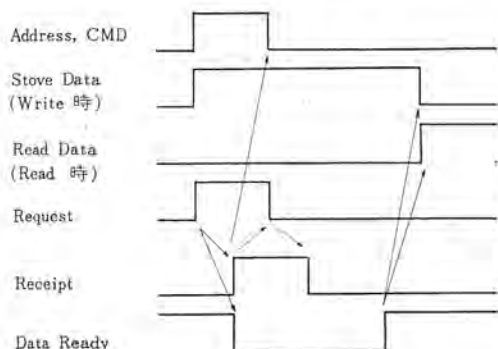 Address, CMD
Stove Data
(Write 時)
Read Data
(Read 時)
Request
Receipt
Data Ready